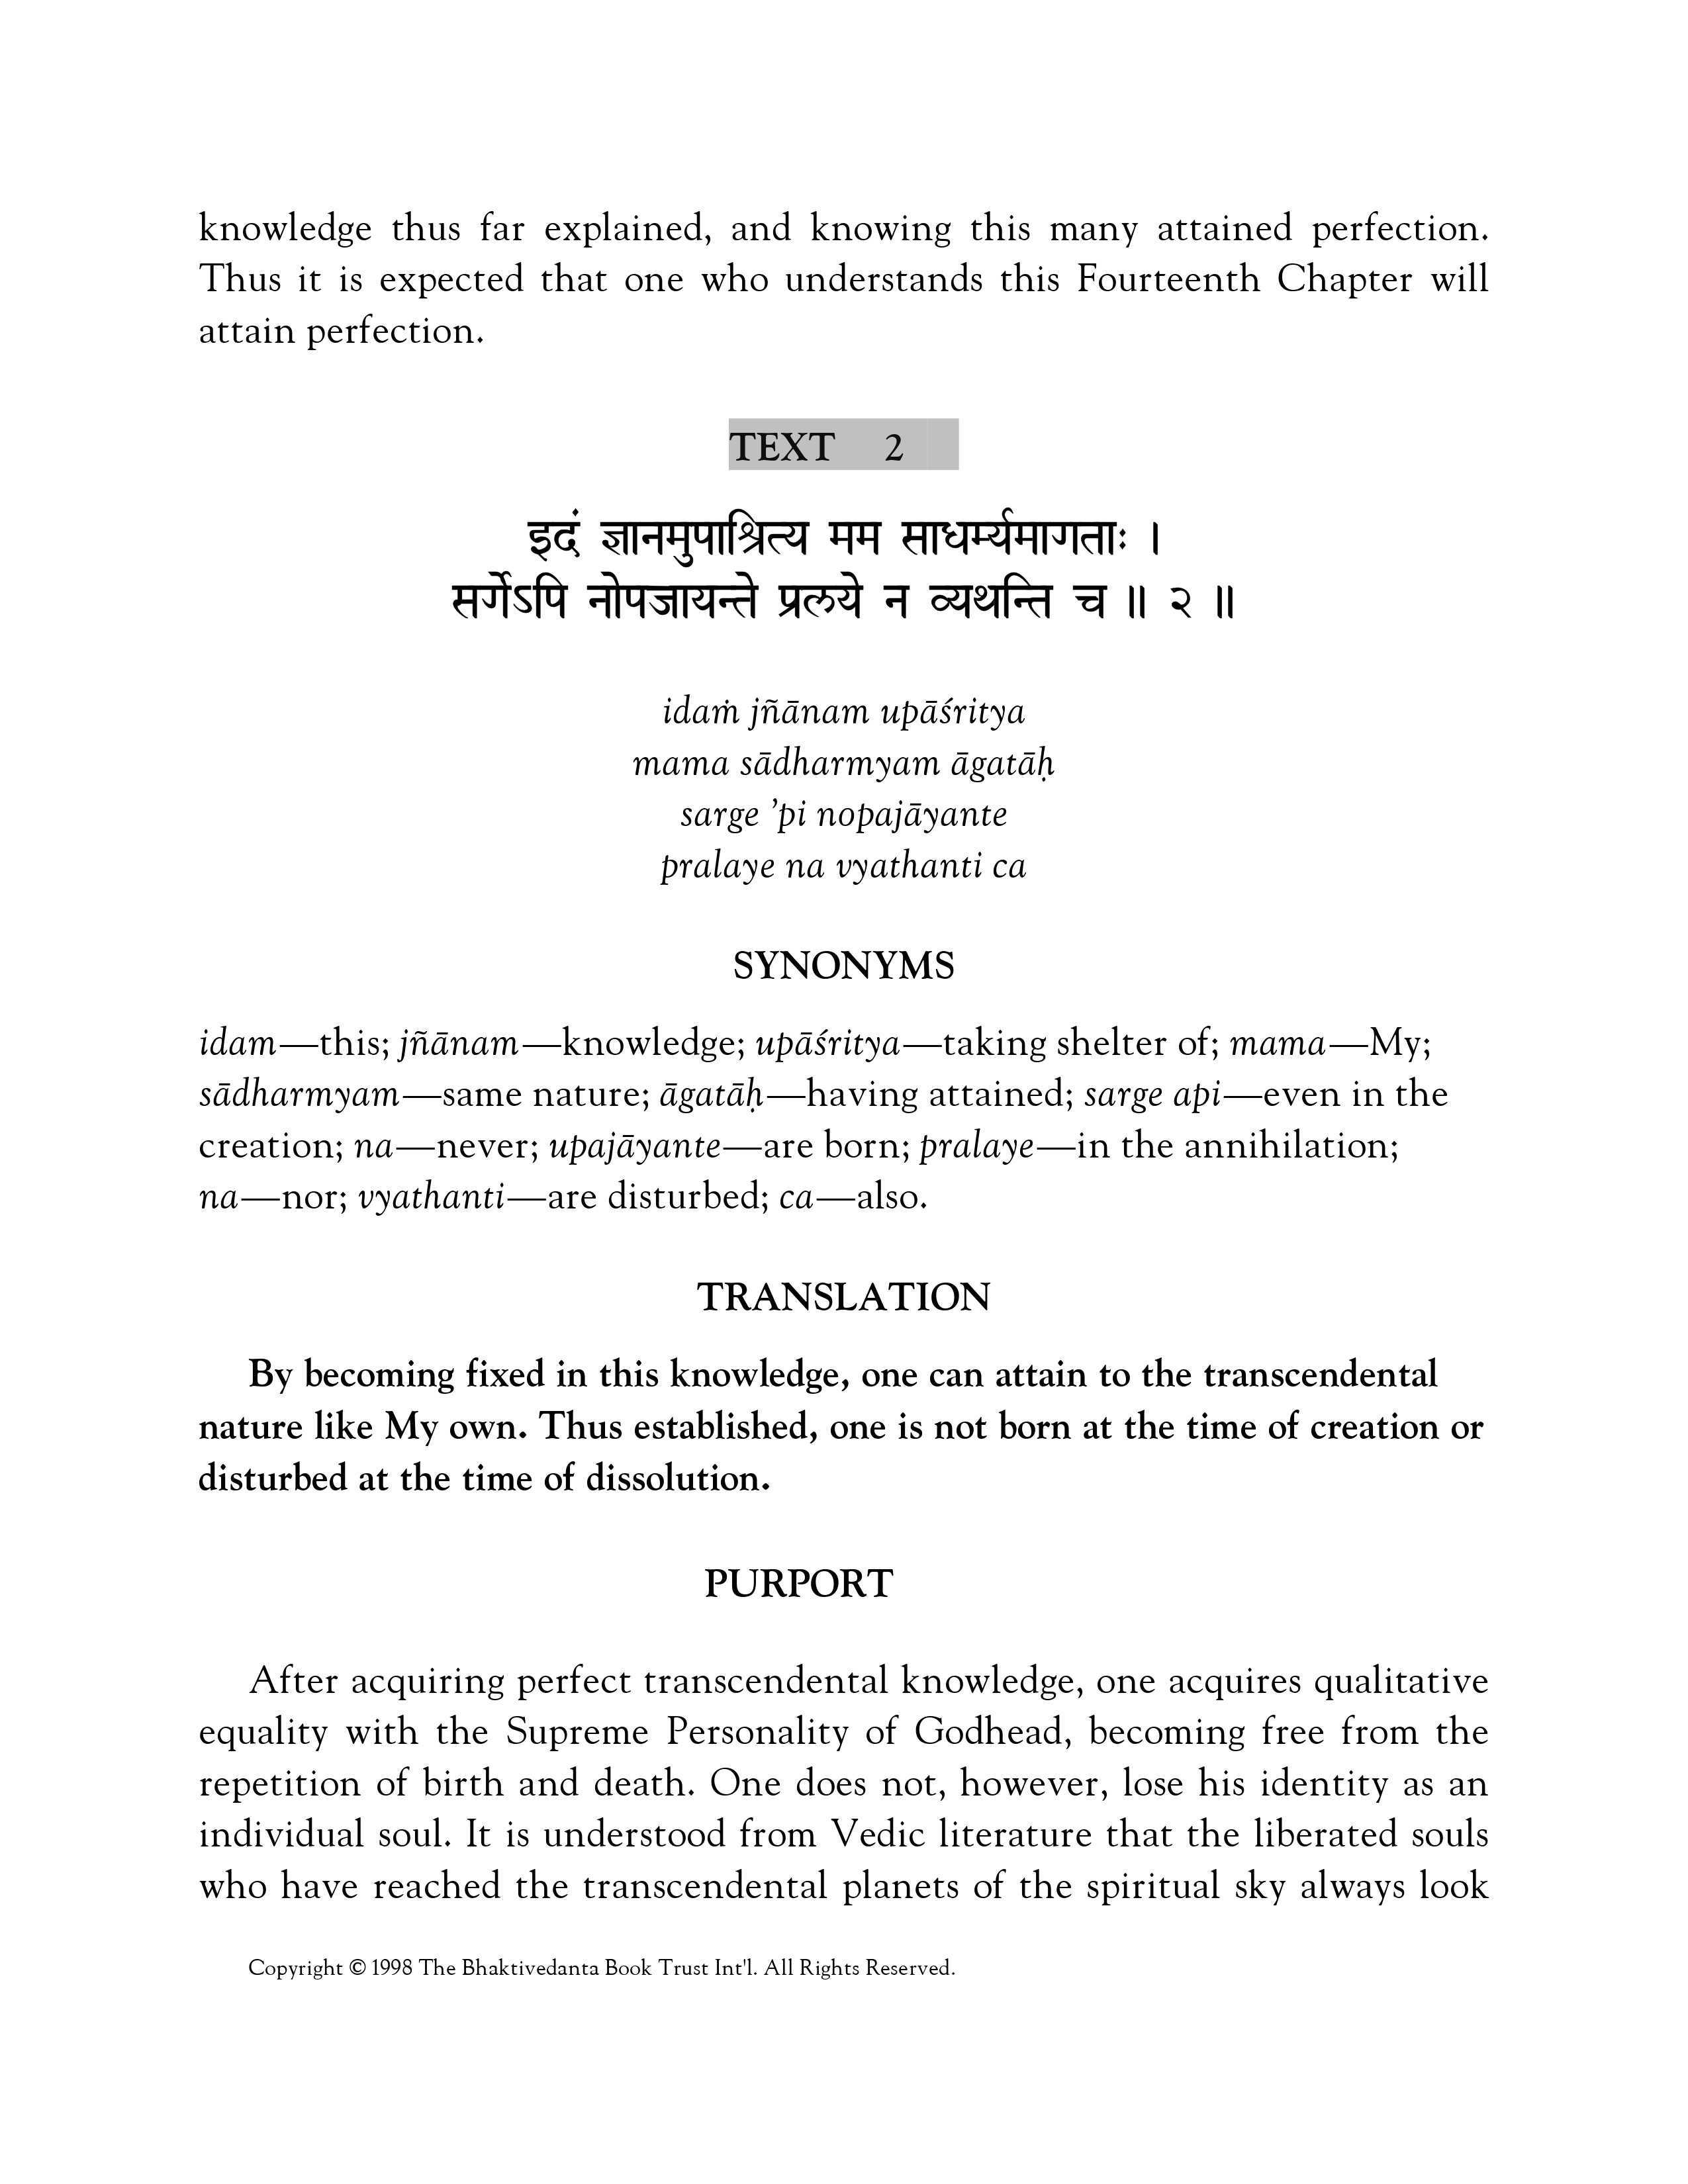 knowledge thus far explained, and knowing this many attained perfection.
Thus it is expected that one who understands this Fourteenth Chapter will
attain perfection.
TEXT 2
इदं ज्ञानमुपाश्रित्य मम साधर्म्यमागताः ।
सर्गेऽपि नोपजायन्ते प्रलये न व्यथन्ति च ॥ २ ॥
idaṁ jñānam upāśritya
mama sādharmyam āgatāḥ
sarge ’pi nopajāyante
pralaye na vyathanti ca
SYNONYMS
idam—this; jñānam—knowledge; upāśritya—taking shelter of; mama—My;
sādharmyam—same nature; āgatāḥ—having attained; sarge api—even in the
creation; na—never; upajāyante—are born; pralaye—in the annihilation;
na—nor; vyathanti—are disturbed; ca—also.
TRANSLATION
By becoming fixed in this knowledge, one can attain to the transcendental
nature like My own. Thus established, one is not born at the time of creation or
disturbed at the time of dissolution.
PURPORT
After acquiring perfect transcendental knowledge, one acquires qualitative
equality with the Supreme Personality of Godhead, becoming free from the
repetition of birth and death. One does not, however, lose his identity as an
individual soul. It is understood from Vedic literature that the liberated souls
who have reached the transcendental planets of the spiritual sky always look
Copyright © 1998 The Bhaktivedanta Book Trust Int'l. All Rights Reserved.